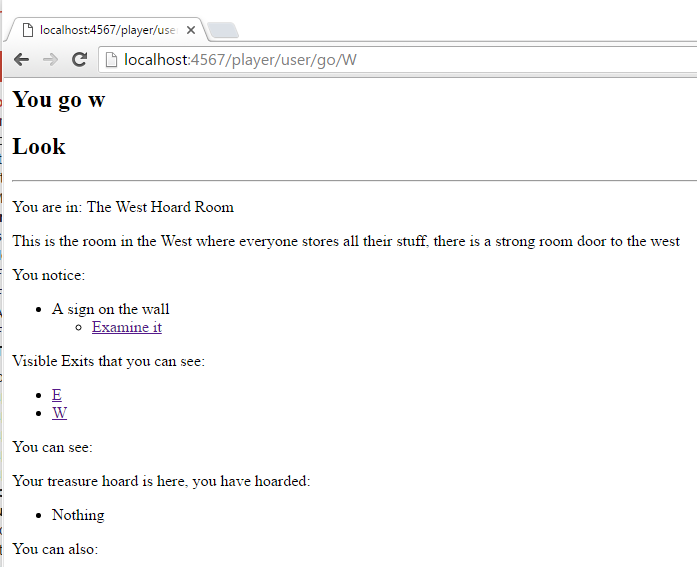 localhost:4567/player/use
localhost:4567/player/user/go/W
You go w
Look
You are in: The West Hoard Room
This is the room in the West where everyone stores all their stuff, there is a strong room door to the west
You notice:
A sign on the wall
Examine it
Visible Exits that you can see:
E
W
You can see:
Your treasure hoard is here, you have hoarded:
Nothing
You can also: